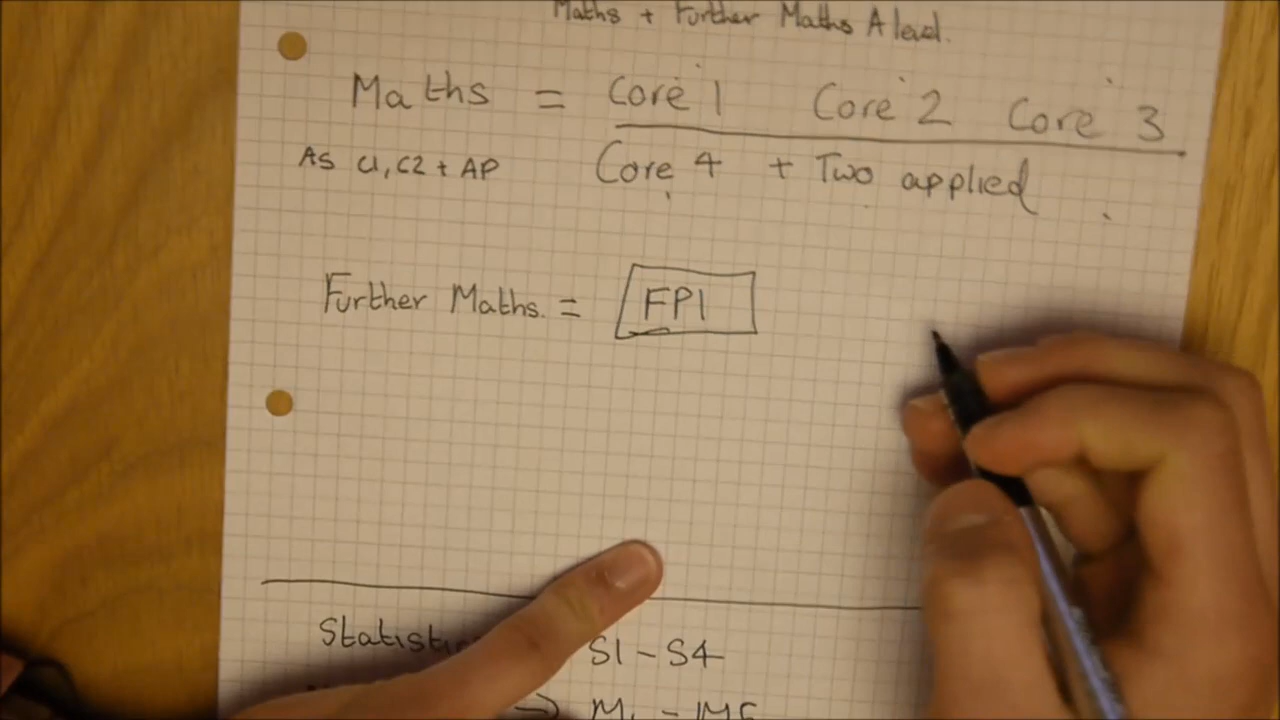 Maths + Further Maths A level.
Maths = Core 1 Core 2 Core 3
As C1, C2 + AP Core 4 + Two applied
Further Maths. = FP1
S1 - S4
→ M1 -